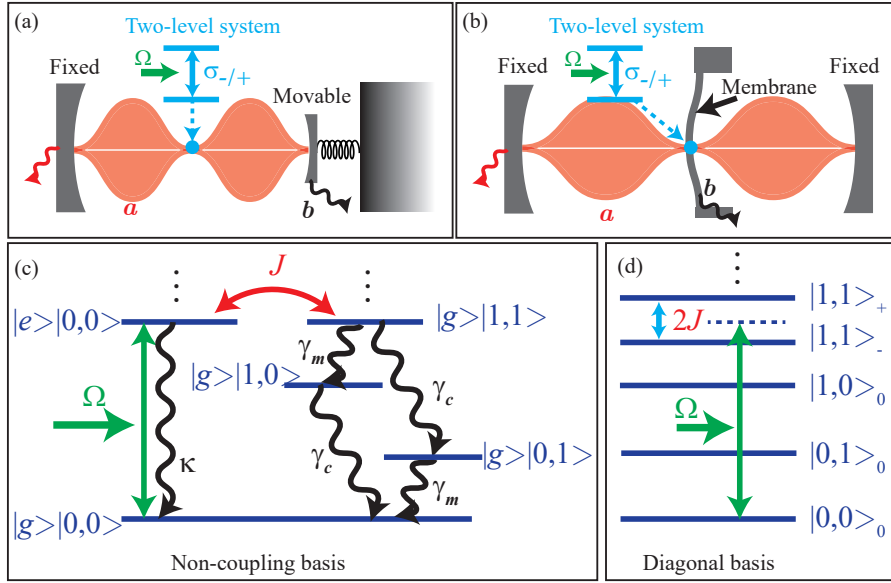 (a)
Two-level system
Ω
σ-/+
Fixed
Movable
a
b
(b)
Two-level system
Ω
σ-/+
Fixed
Fixed
Membrane
a
b
(c)
J
|e>|0,0>
|g>|1,1>
γm
|g>|1,0>
γc
Ω
κ
γc
|g>|0,1>
γm
|g>|0,0>
Non-coupling basis
(d)
|1,1>+
2J
|1,1>-
|1,0>0
Ω
|0,1>0
|0,0>0
Diagonal basis